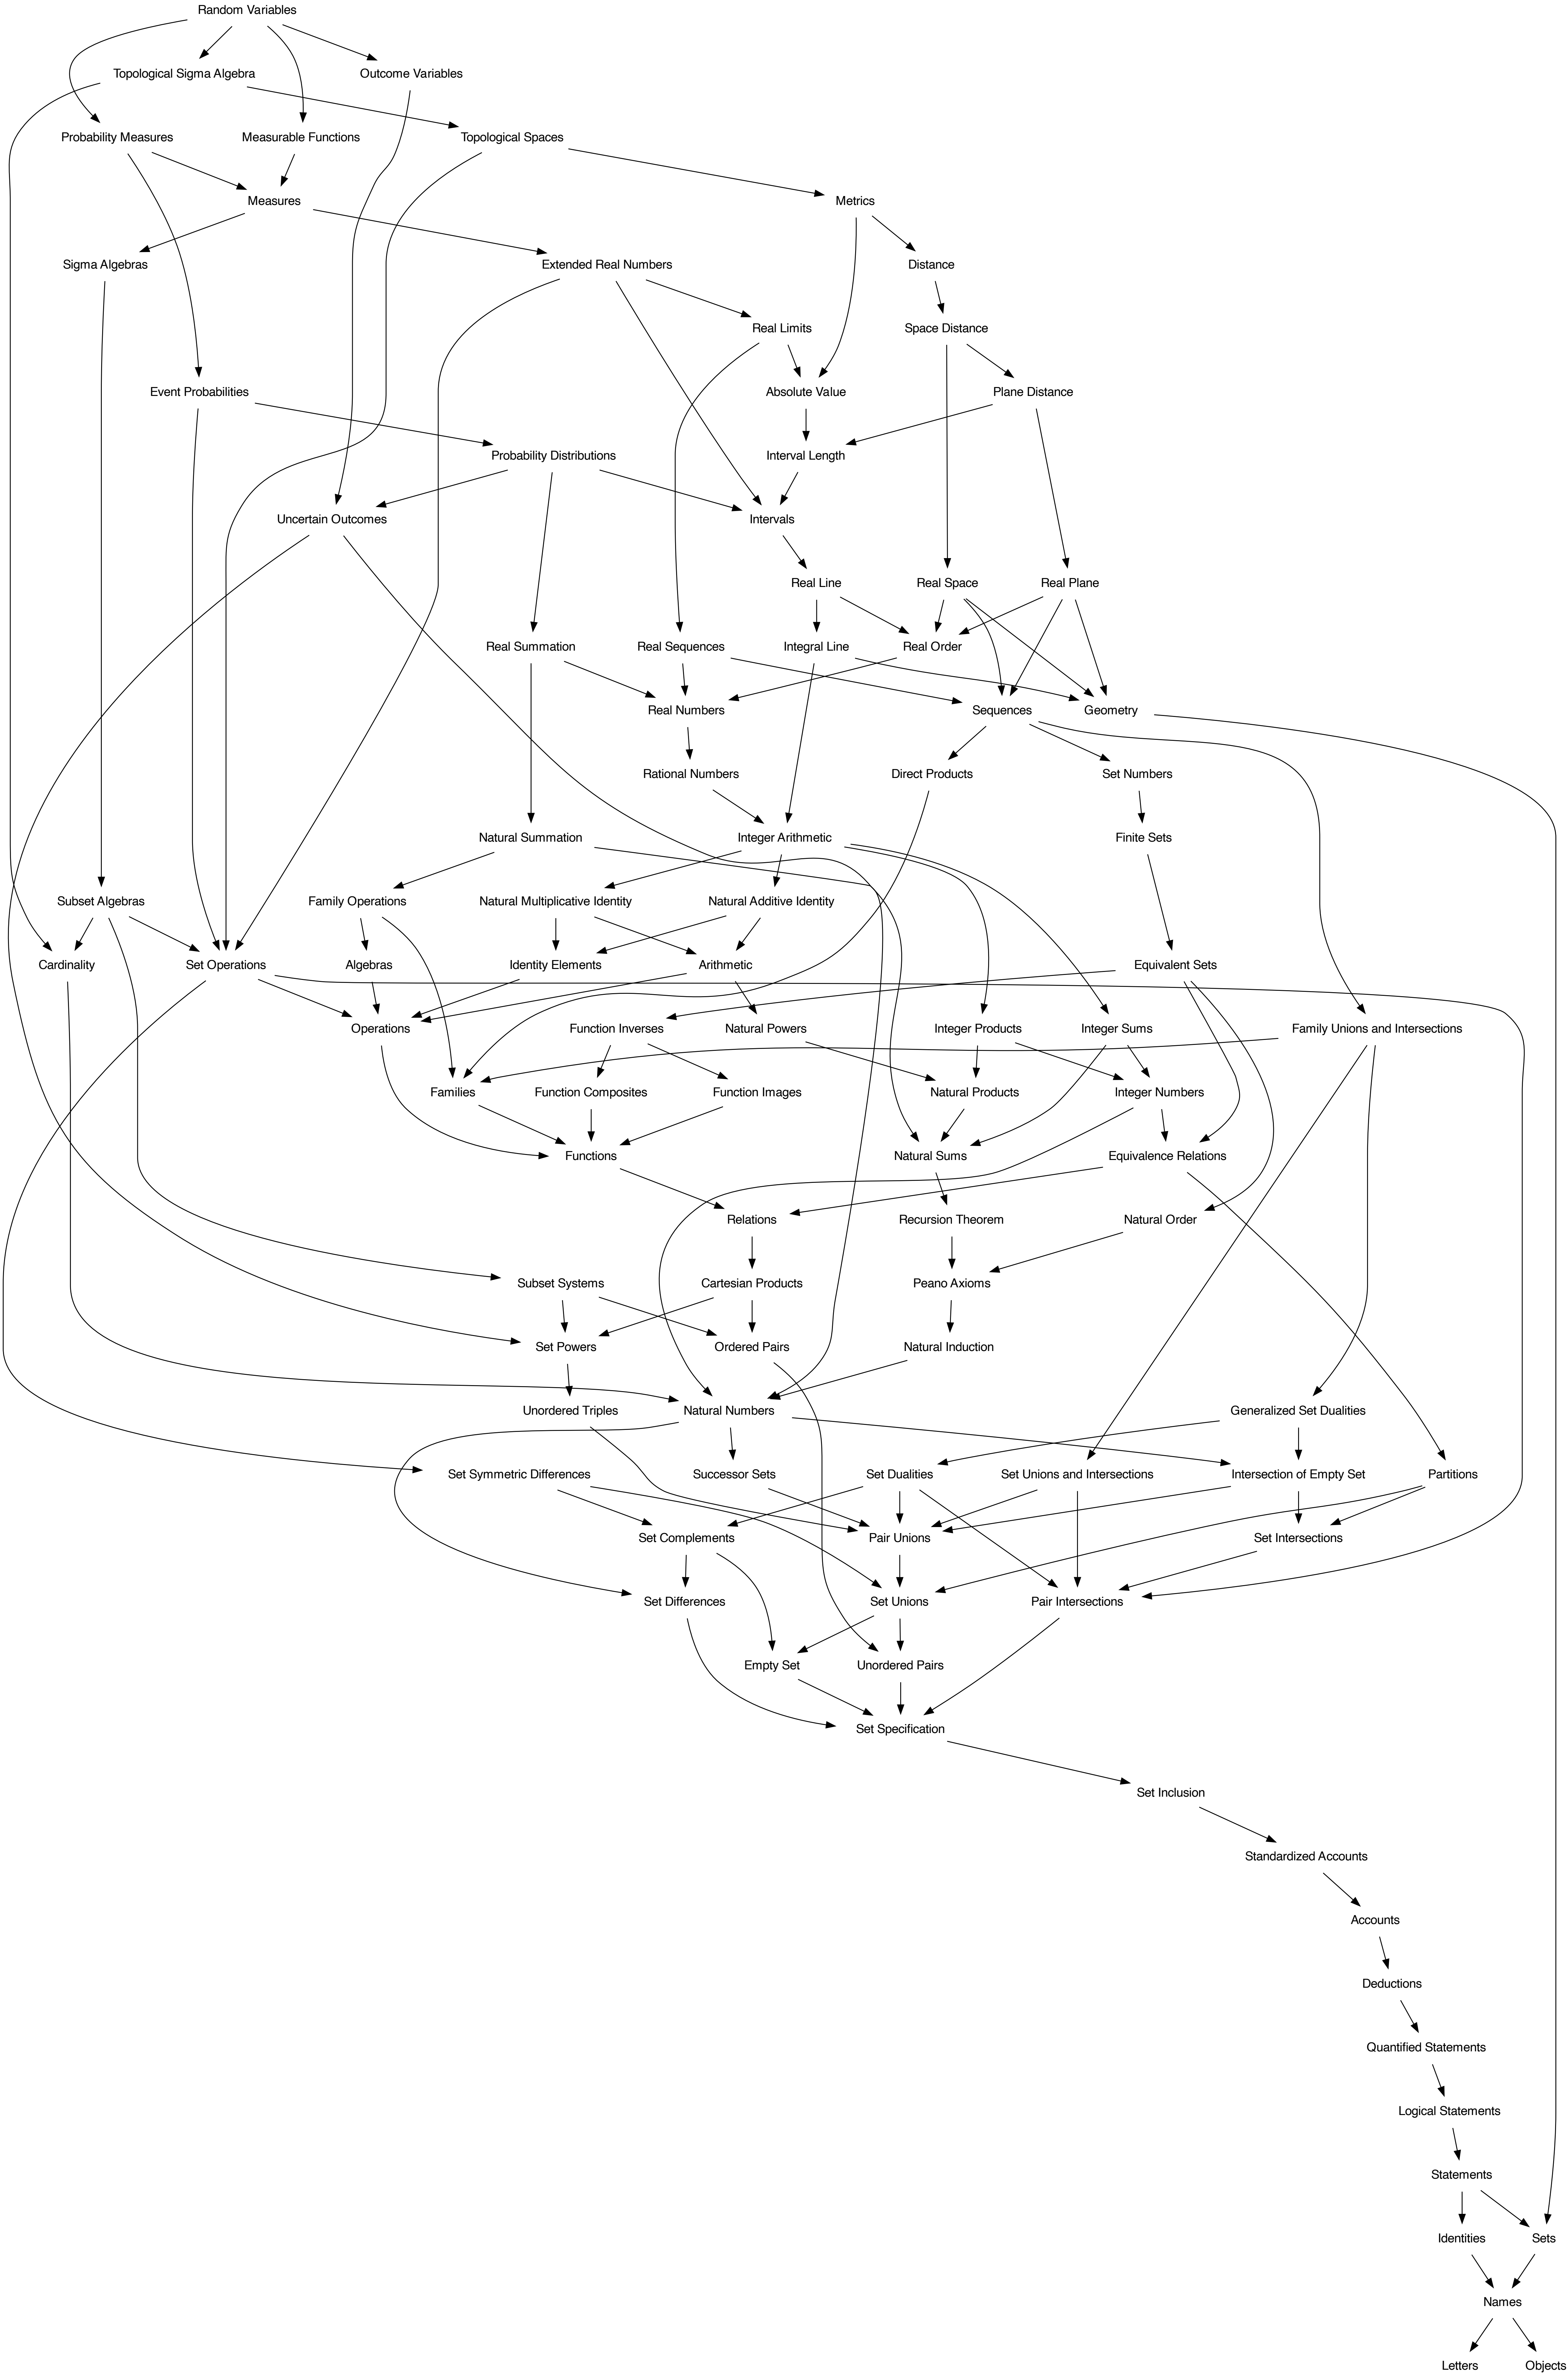 Random Variables
Topological Sigma Algebra
Outcome Variables
Probability Measures
Measurable Functions
Topological Spaces
Measures
Metrics
Sigma Algebras
Extended Real Numbers
Distance
Real Limits
Space Distance
Event Probabilities
Absolute Value
Plane Distance
Probability Distributions
Interval Length
Uncertain Outcomes
Intervals
Real Line
Real Space
Real Plane
Real Summation
Real Sequences
Integral Line
Real Order
Real Numbers
Sequences
Geometry
Rational Numbers
Direct Products
Set Numbers
Natural Summation
Integer Arithmetic
Finite Sets
Subset Algebras
Family Operations
Natural Multiplicative Identity
Natural Additive Identity
Cardinality
Set Operations
Algebras
Identity Elements
Arithmetic
Equivalent Sets
Operations
Function Inverses
Natural Powers
Integer Products
Integer Sums
Family Unions and Intersections
Families
Function Composites
Function Images
Natural Products
Integer Numbers
Functions
Natural Sums
Equivalence Relations
Relations
Recursion Theorem
Natural Order
Subset Systems
Cartesian Products
Peano Axioms
Set Powers
Ordered Pairs
Natural Induction
Unordered Triples
Natural Numbers
Generalized Set Dualities
Set Symmetric Differences
Successor Sets
Set Dualities
Set Unions and Intersections
Intersection of Empty Set
Partitions
Set Complements
Pair Unions
Set Intersections
Set Differences
Set Unions
Pair Intersections
Empty Set
Unordered Pairs
Set Specification
Set Inclusion
Standardized Accounts
Accounts
Deductions
Quantified Statements
Logical Statements
Statements
Identities
Sets
Names
Letters
Objects